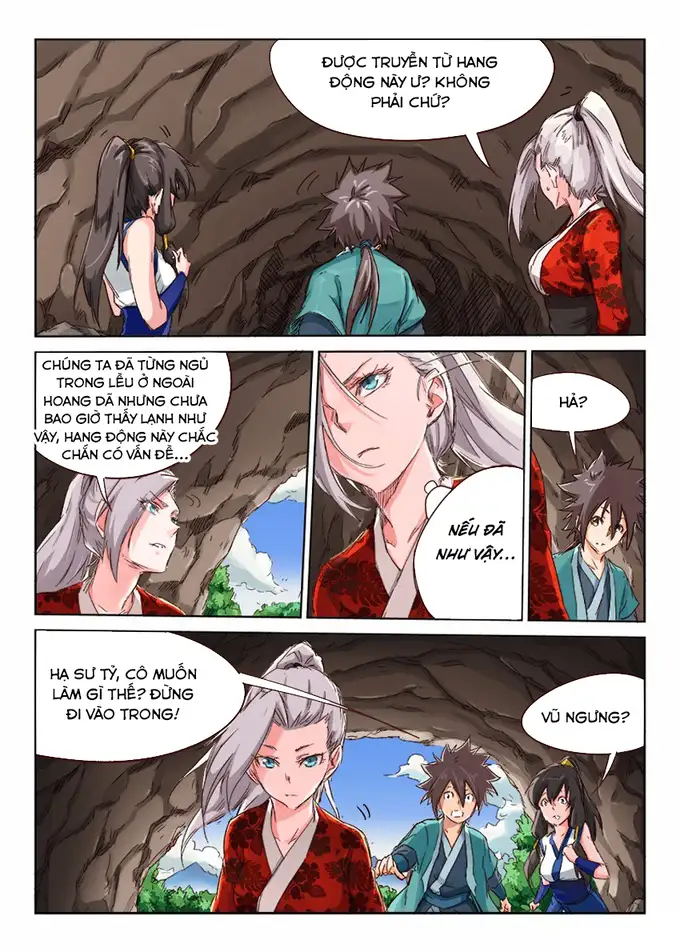 ĐƯỢC TRUYỀN TỪ HANG
ĐỘNG NÀY Ư? KHÔNG
PHẢI CHỨ?
CHÚNG TA ĐÃ TỪNG NGỦ
TRONG LỀU Ở NGOÀI
HOANG DÃ NHƯNG CHƯA
BAO GIỜ THẤY LẠNH NHƯ
VẬY, HANG ĐỘNG NÀY CHẮC
CHẮN CÓ VẤN ĐỀ...
NẾU ĐÃ
NHƯ VẬY...
HẢ?
HẠ SƯ TỶ, CÔ MUỐN
LÀM GÌ THẾ? ĐỪNG
ĐI VÀO TRONG!
VŨ NGƯNG?